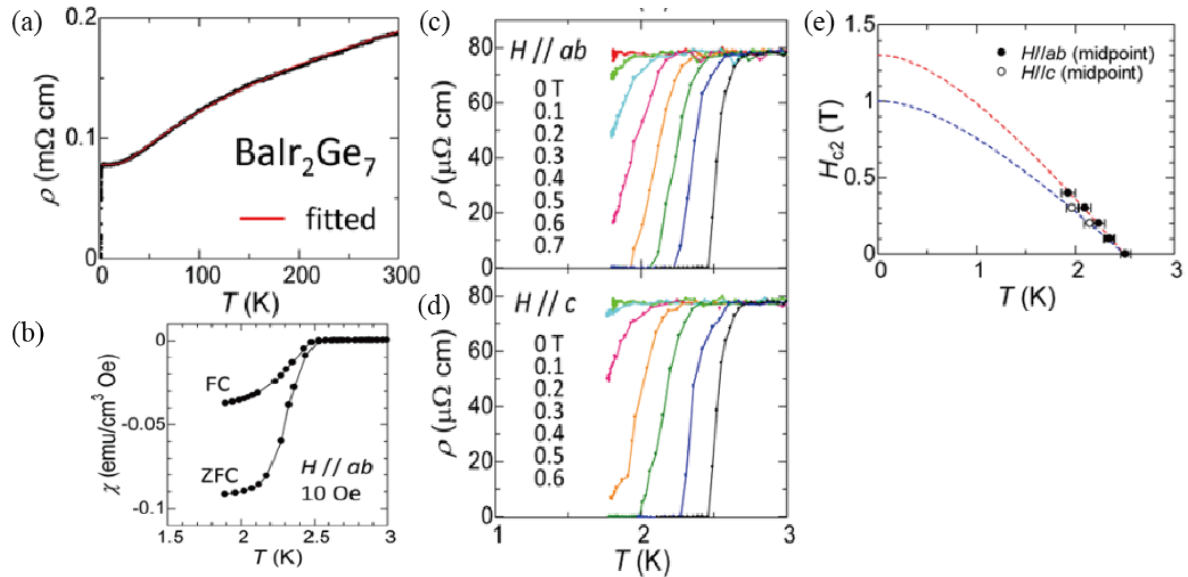 (a)
0.2
0.1
0
ρ (mΩ cm)
BaIr2Ge7
fitted
0
100
200
300
T (K)
(b)
0
-0.05
-0.1
χ (emu/cm3 Oe)
FC
ZFC
H // ab
10 Oe
1.5
2
2.5
3
T (K)
(c)
80
60
40
20
0
ρ (μΩ cm)
H // ab
0 T
0.1
0.2
0.3
0.4
0.5
0.6
0.7
(d)
80
60
40
20
0
ρ (μΩ cm)
H // c
0 T
0.1
0.2
0.3
0.4
0.5
0.6
1
2
3
T (K)
(e)
1.5
1
0.5
0
Hc2 (T)
H//ab (midpoint)
H//c (midpoint)
0
1
2
3
T (K)